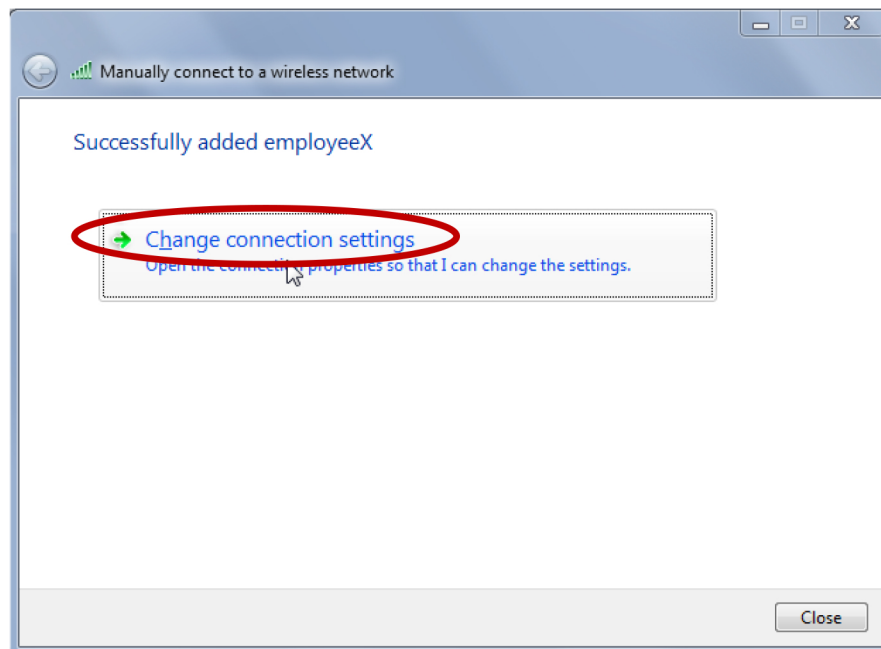 Manually connect to a wireless network
Successfully added employeeX
Change connection settings
Open the connection properties so that I can change the settings.
Close